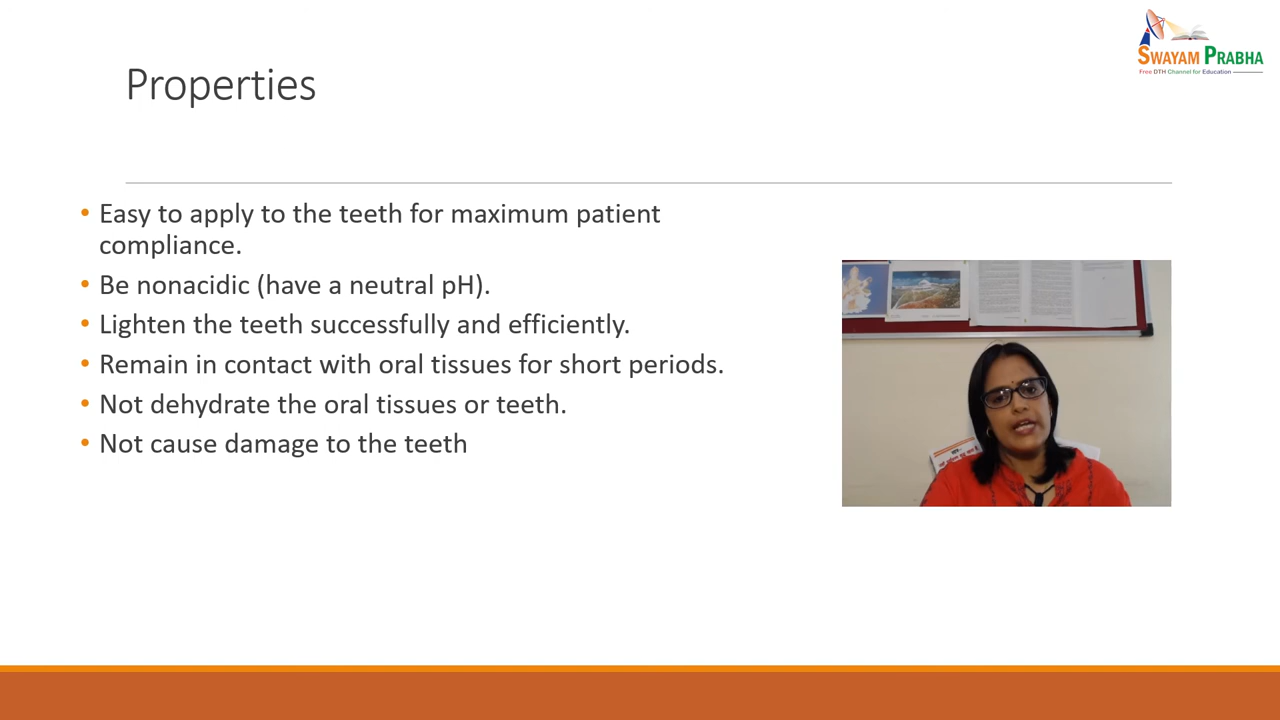 SWAYAM PRABHA
Free DTH Channel for Education
Properties
• Easy to apply to the teeth for maximum patient
compliance.
• Be nonacidic (have a neutral pH).
• Lighten the teeth successfully and efficiently.
• Remain in contact with oral tissues for short periods.
• Not dehydrate the oral tissues or teeth.
• Not cause damage to the teeth